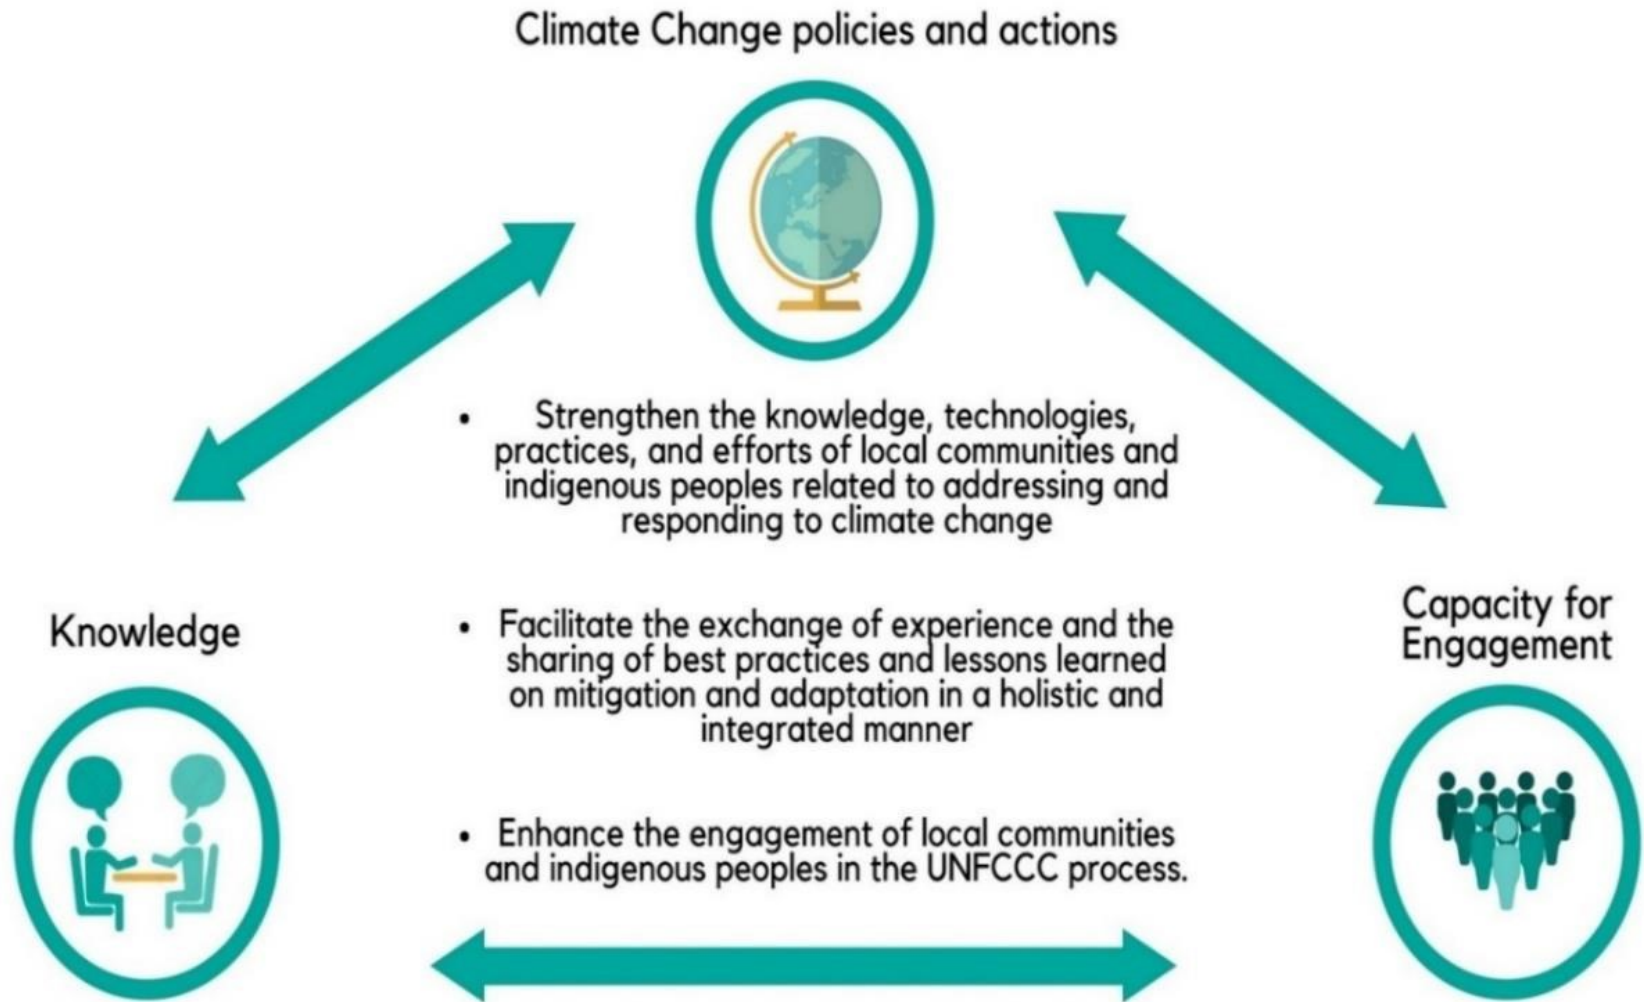 Climate Change policies and actions
• Strengthen the knowledge, technologies,
practices, and efforts of local communities and
indigenous peoples related to addressing and
responding to climate change
Knowledge
• Facilitate the exchange of experience and the
sharing of best practices and lessons learned
on mitigation and adaptation in a holistic and
integrated manner
Capacity for
Engagement
• Enhance the engagement of local communities
and indigenous peoples in the UNFCCC process.